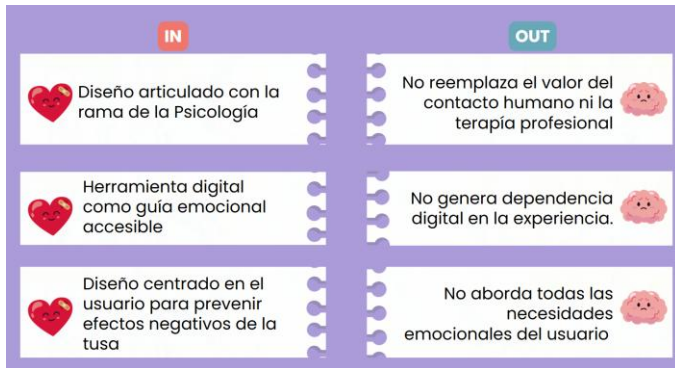 IN
Diseño articulado con la
rama de la Psicología
Herramienta digital
como guía emocional
accesible
Diseño centrado en el
usuario para prevenir
efectos negativos de la
tusa
OUT
No reemplaza el valor del
contacto humano ni la
terapia profesional
No genera dependencia
digital en la experiencia.
No aborda todas las
necesidades
emocionales del usuario